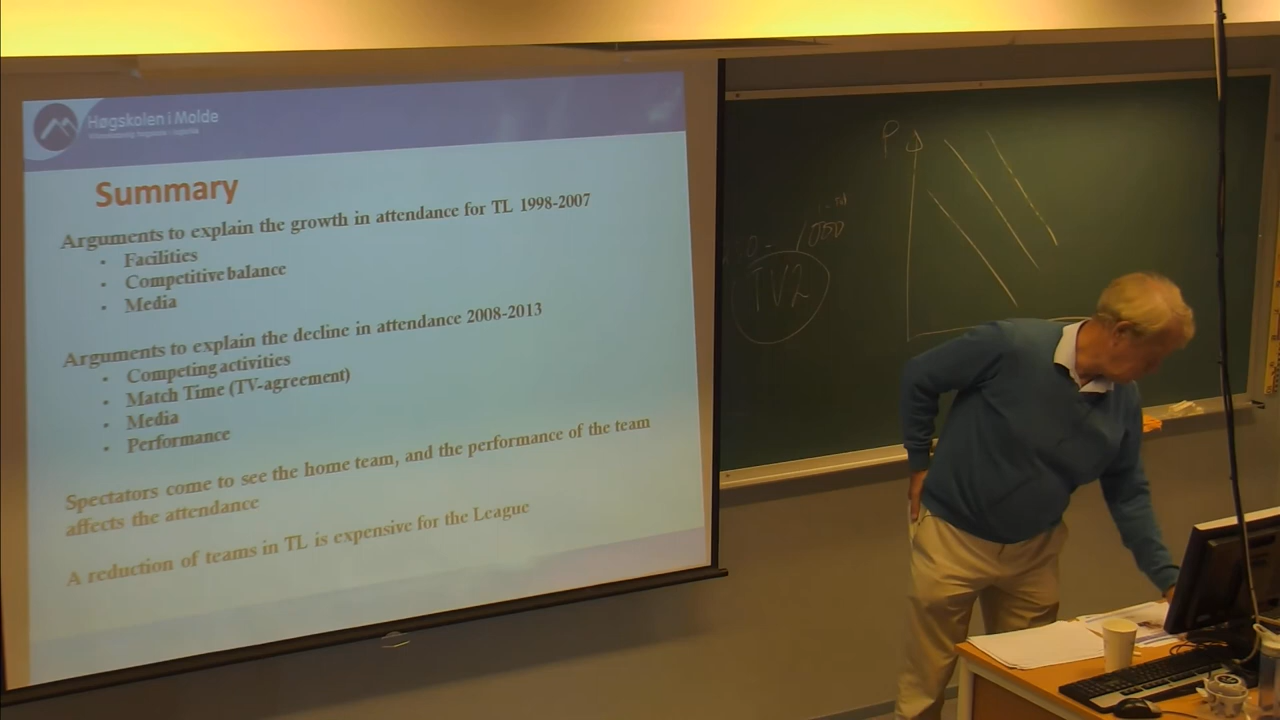 Høgskolen i Molde
Summary
Arguments to explain the growth in attendance for TL 1998-2007
• Facilities
• Competitive balance
• Media
Arguments to explain the decline in attendance 2008-2013
• Competing activities
• Match Time (TV-agreement)
• Media
• Performance
Spectators come to see the home team, and the performance of the team
affects the attendance
A reduction of teams in TL is expensive for the League
P
TV2